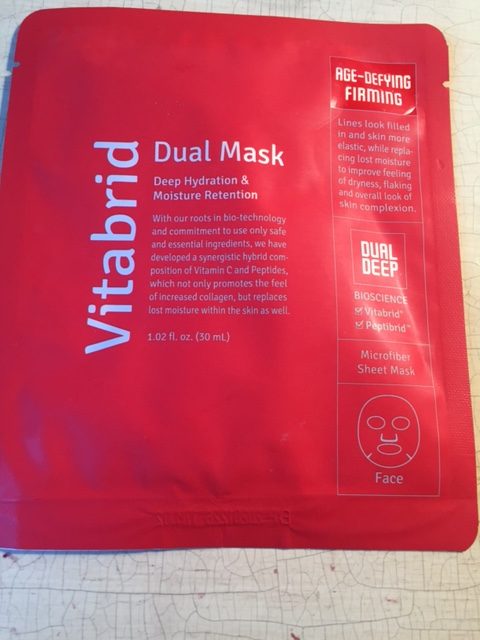 Vitabrid
Dual Mask
Deep Hydration &
Moisture Retention
With our roots in bio-technology
and commitment to use only safe
and essential ingredients, we have
developed a synergistic hybrid com-
position of Vitamin C and Peptides,
which not only promotes the feel
of increased collagen, but replaces
lost moisture within the skin as well.
1.02 fl. oz. (30 mL)
AGE-DEFYING
FIRMING
Lines look filled
in and skin more
elastic, while repla-
cing lost moisture
to improve feeling
of dryness, flaking
and overall look of
skin complexion.
DUAL
DEEP
BIOSCIENCE
Vitabrid™
Peptibrid™
Microfiber
Sheet Mask
Face